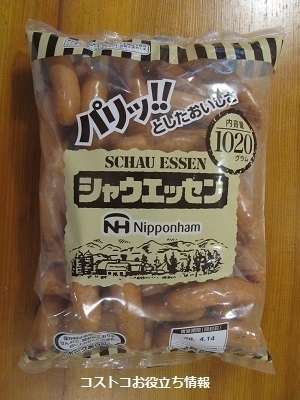 パリッ!!
としたおいしさ
内容量
1020
グラム
SCHAU ESSEN
シャウエッセン
NH Nipponham
4.14
コストコお役立ち情報